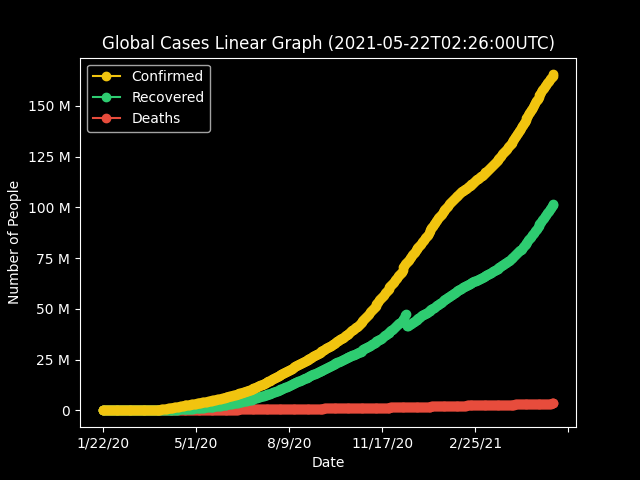 Global Cases Linear Graph (2021-05-22T02:26:00UTC)
Confirmed
Recovered
Deaths
150 M
125 M
100 M
75 M
50 M
25 M
0
Number of People
1/22/20 5/1/20 8/9/20 11/17/20 2/25/21
Date